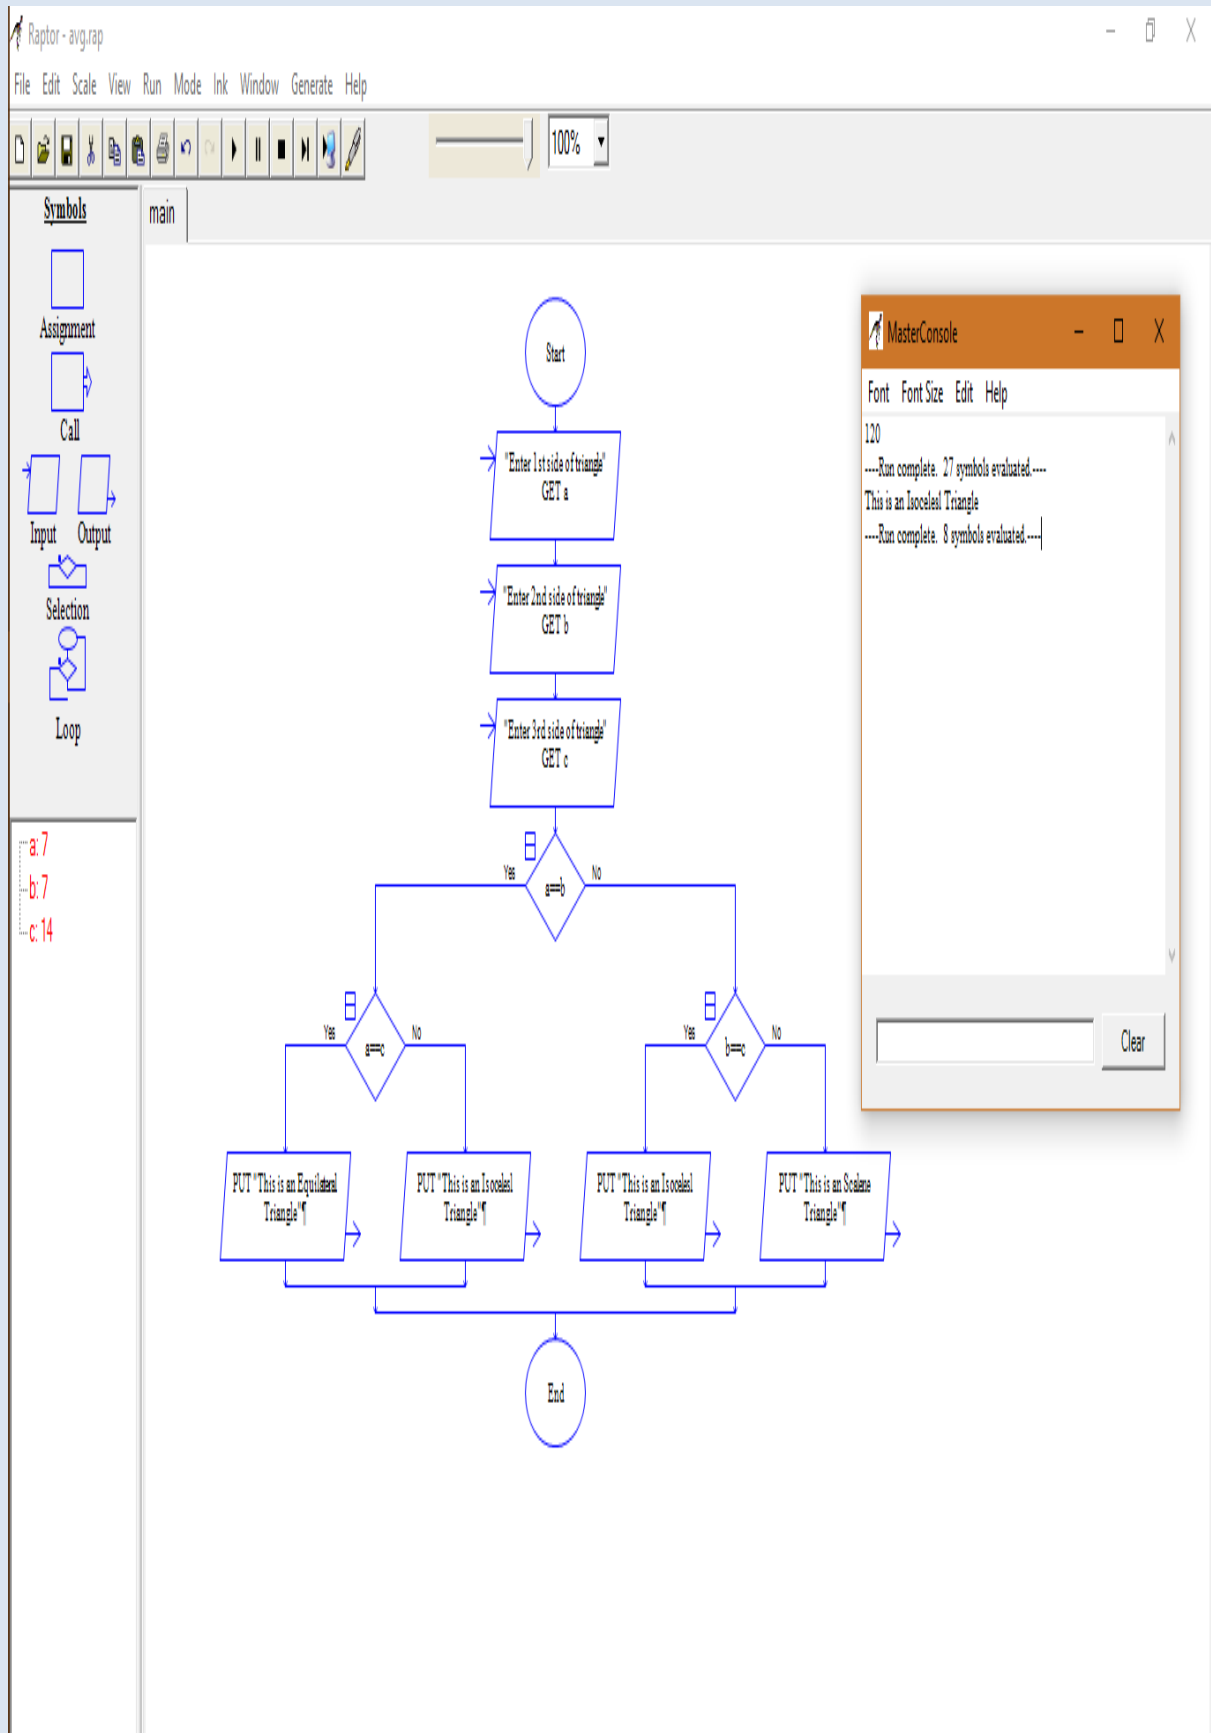 Raptor - avg.rap
File Edit Scale View Run Mode Ink Window Generate Help
100%
Symbols
main
Assignment
Call
Input Output
Selection
Loop
a: 7
b: 7
c: 14
Start
"Enter 1st side of triangle"
GET a
"Enter 2nd side of triangle"
GET b
"Enter 3rd side of triangle"
GET c
Yes No
a==b
Yes No
a==c
Yes No
b==c
PUT "This is an Equilateral
Triangle"¶
PUT "This is an Isocelesl
Triangle"¶
PUT "This is an Isocelesl
Triangle"¶
PUT "This is an Scalene
Triangle"¶
End
MasterConsole
Font Font Size Edit Help
120
----Run complete. 27 symbols evaluated.----
This is an Isocelesl Triangle
----Run complete. 8 symbols evaluated.----
Clear